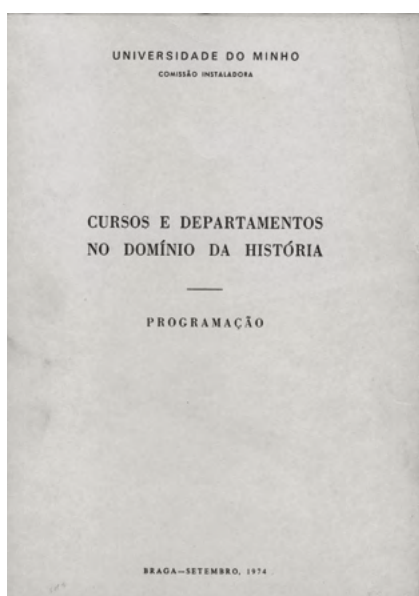 UNIVERSIDADE DO MINHO
COMISSÃO INSTALADORA
CURSOS E DEPARTAMENTOS
NO DOMÍNIO DA HISTÓRIA
PROGRAMAÇÃO
BRAGA—SETEMBRO, 1974